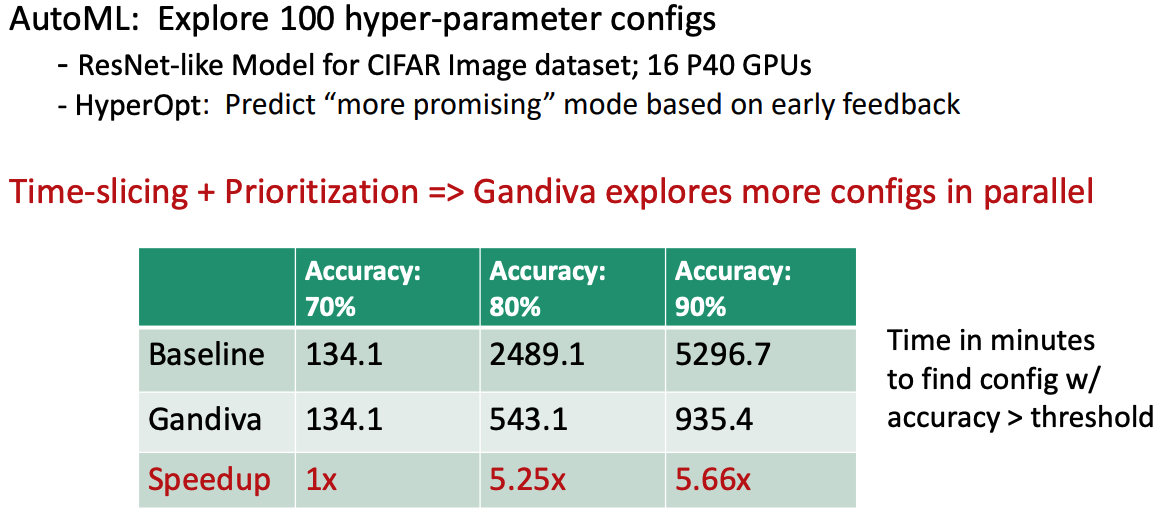 AutoML: Explore 100 hyper-parameter configs
- ResNet-like Model for CIFAR Image dataset; 16 P40 GPUs
- HyperOpt: Predict “more promising” mode based on early feedback
Time-slicing + Prioritization => Gandiva explores more configs in parallel
Accuracy: 70% Accuracy: 80% Accuracy: 90%
Baseline 134.1 2489.1 5296.7
Gandiva 134.1 543.1 935.4
Speedup 1x 5.25x 5.66x
Time in minutes
to find config w/
accuracy > threshold